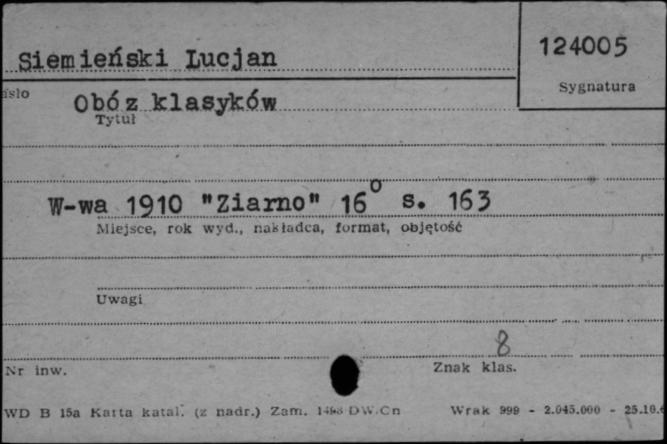 Siemieński Lucjan
124005
Sygnatura
asło
Obóz klasyków
Tytuł
W-wa 1910 "Ziarno" 16° s. 163
Miejsce, rok wyd., nakładca, format, objętość
Uwagi
8
Nr inw.
Znak klas.
WD B 15a Karta katal. (z nadr.) Zam. DW.Cn Wrak 999 - 2.045.000 - 25.10.